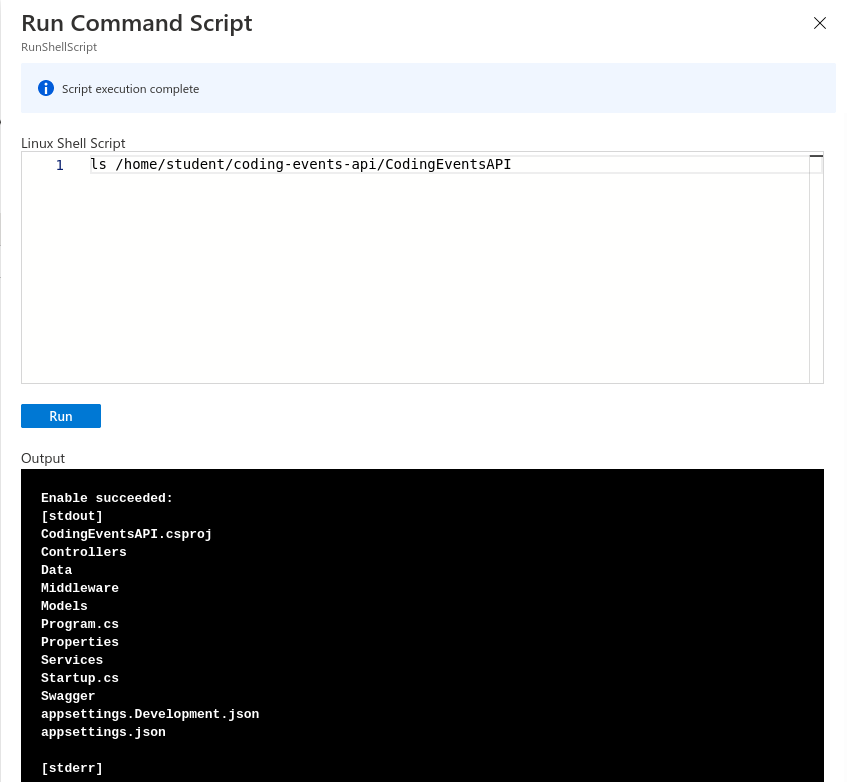 Run Command Script
RunShellScript
Script execution complete
Linux Shell Script
1 ls /home/student/coding-events-api/CodingEventsAPI
Run
Output
Enable succeeded:
[stdout]
CodingEventsAPI.csproj
Controllers
Data
Middleware
Models
Program.cs
Properties
Services
Startup.cs
Swagger
appsettings.Development.json
appsettings.json
[stderr]